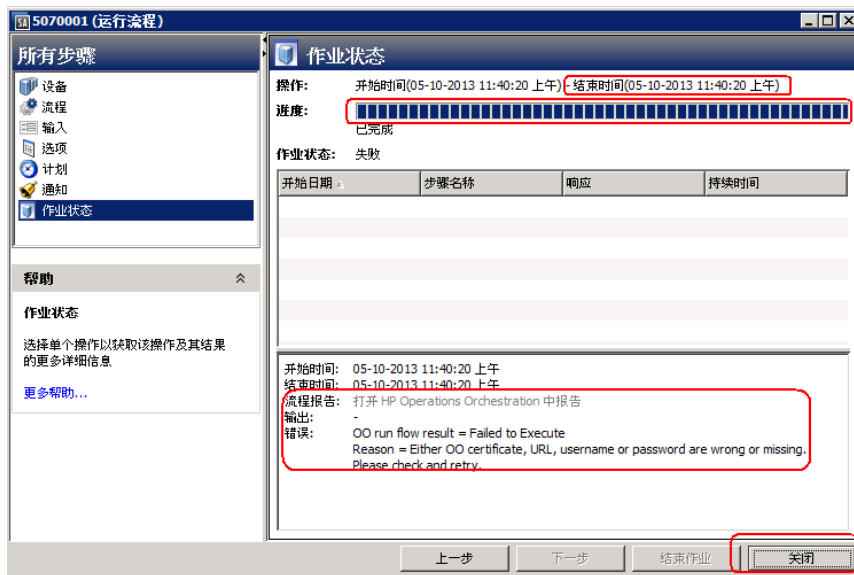 SA 5070001 (运行流程)
所有步骤
设备
流程
输入
选项
计划
通知
作业状态
帮助
作业状态
选择单个操作以获取该操作及其结果
的更多详细信息
更多帮助...
作业状态
操作: 开始时间(05-10-2013 11:40:20 上午) - 结束时间(05-10-2013 11:40:20 上午)
进度:
已完成
作业状态: 失败
开始日期 步骤名称 响应 持续时间
开始时间: 05-10-2013 11:40:20 上午
结束时间: 05-10-2013 11:40:20 上午
流程报告: 打开 HP Operations Orchestration 中报告
输出: -
错误: OO run flow result = Failed to Execute
Reason = Either OO certificate, URL, username or password are wrong or missing.
Please check and retry.
上一步 下一步 结束作业 关闭